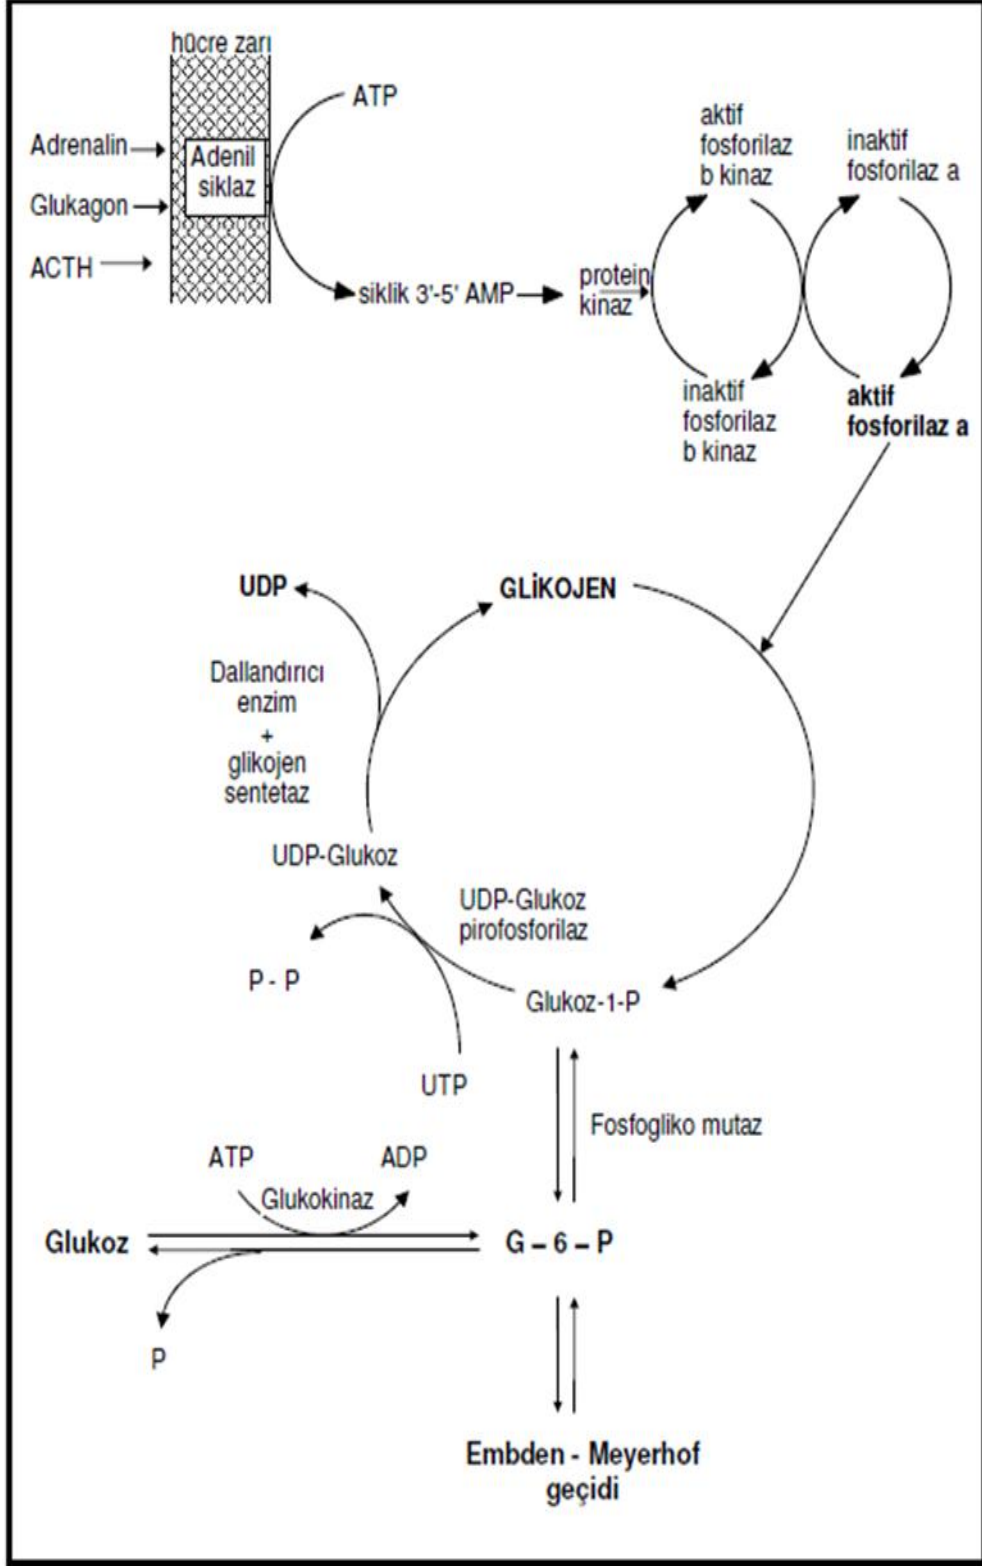 hücre zarı
ATP
Adrenalin
Adenil
siklaz
Glukagon
ACTH
siklik 3'-5' AMP
protein
kinaz
aktif
fosforilaz
b kinaz
inaktif
fosforilaz a
inaktif
fosforilaz
b kinaz
aktif
fosforilaz a
UDP
GLİKOJEN
Dallandırıcı
enzim
+
glikojen
sentetaz
UDP-Glukoz
UDP-Glukoz
pirofosforilaz
P - P
Glukoz-1-P
UTP
Fosfogliko mutaz
ATP
ADP
Glukokinaz
Glukoz
G – 6 – P
P
Embden - Meyerhof
geçidi